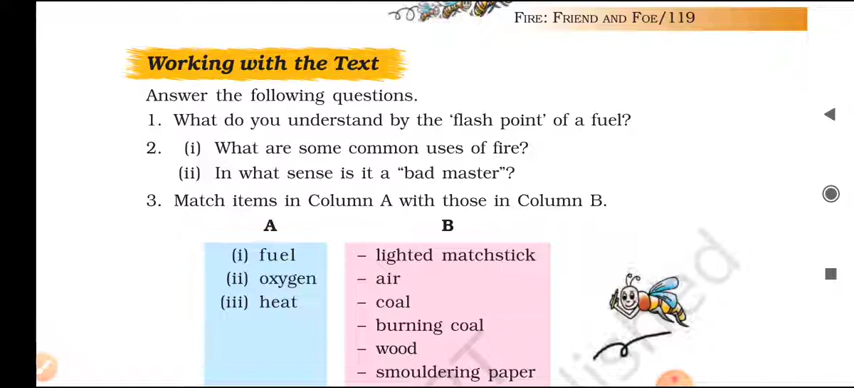 FIRE: FRIEND AND FOE/119
Working with the Text
Answer the following questions.
1. What do you understand by the ‘flash point’ of a fuel?
2. (i) What are some common uses of fire?
(ii) In what sense is it a “bad master”?
3. Match items in Column A with those in Column B.
A B
(i) fuel – lighted matchstick
(ii) oxygen – air
(iii) heat – coal
– burning coal
– wood
– smouldering paper